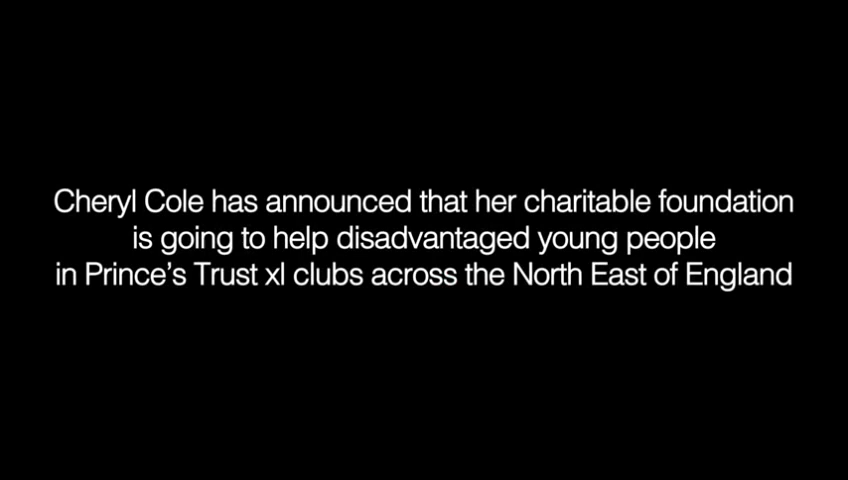 Cheryl Cole has announced that her charitable foundation
is going to help disadvantaged young people
in Prince’s Trust xl clubs across the North East of England